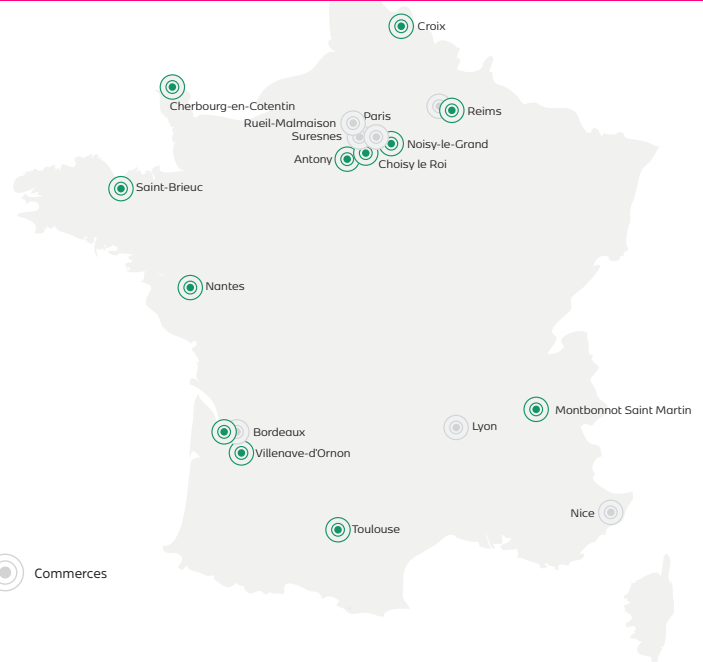 Croix
Cherbourg-en-Cotentin
Reims
Paris
Rueil-Malmaison
Suresnes
Noisy-le-Grand
Antony
Choisy le Roi
Saint-Brieuc
Nantes
Montbonnot Saint Martin
Lyon
Bordeaux
Villenave-d'Ornon
Nice
Toulouse
Commerces